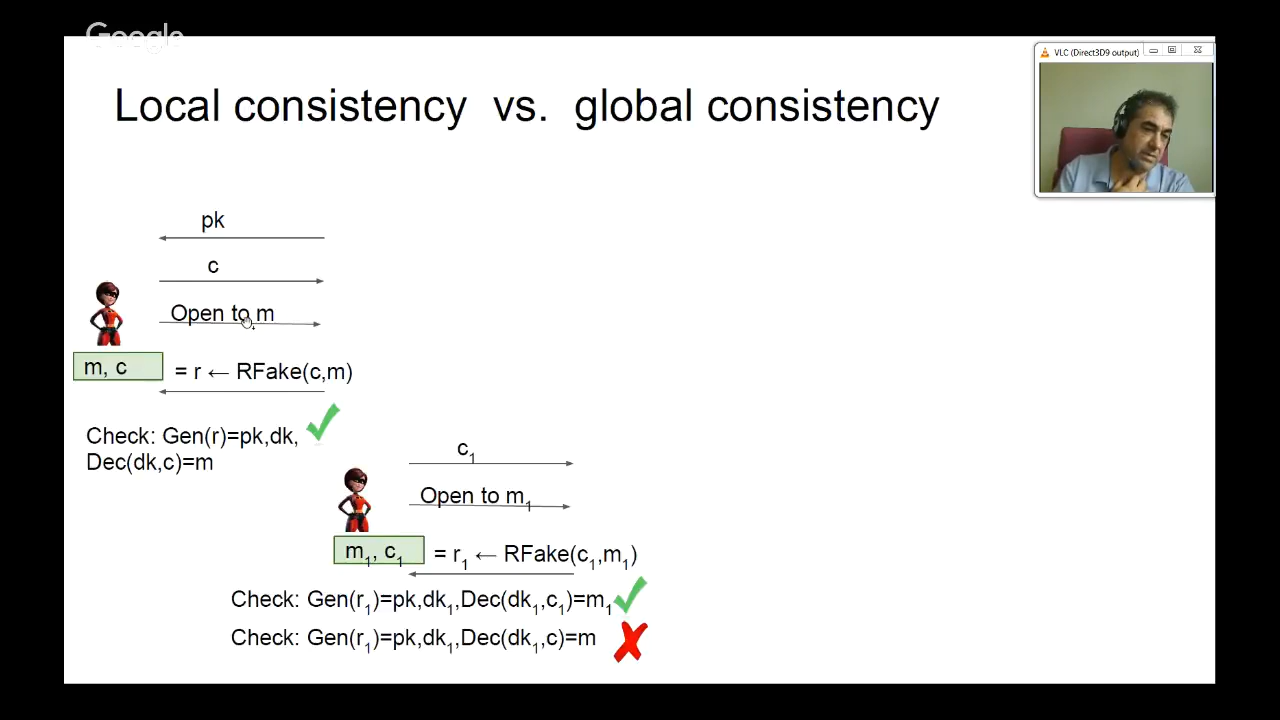 Google
VLC (Direct3D9 output)
Local consistency vs. global consistency
pk
c
Open to m
m, c = r ← RFake(c,m)
Check: Gen(r)=pk,dk,
Dec(dk,c)=m
c₁
Open to m₁
m₁, c₁ = r₁ ← RFake(c₁,m₁)
Check: Gen(r₁)=pk,dk₁,Dec(dk₁,c₁)=m₁
Check: Gen(r₁)=pk,dk₁,Dec(dk₁,c)=m